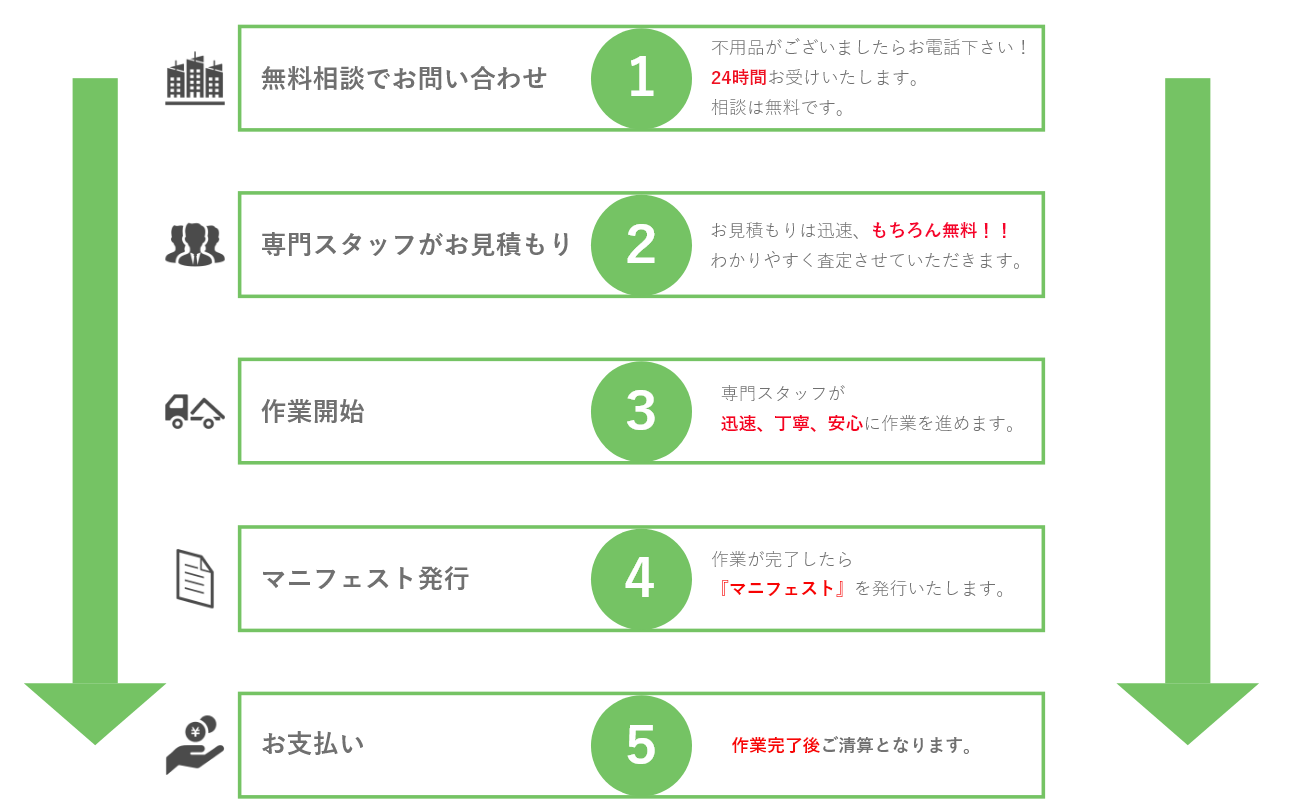 無料相談でお問い合わせ
1
不用品がございましたらお電話下さい！
24時間お受けいたします。
相談は無料です。
専門スタッフがお見積もり
2
お見積もりは迅速、もちろん無料！！
わかりやすく査定させていただきます。
作業開始
3
専門スタッフが
迅速、丁寧、安心に作業を進めます。
マニフェスト発行
4
作業が完了したら
『マニフェスト』を発行いたします。
¥
お支払い
5
作業完了後ご清算となります。